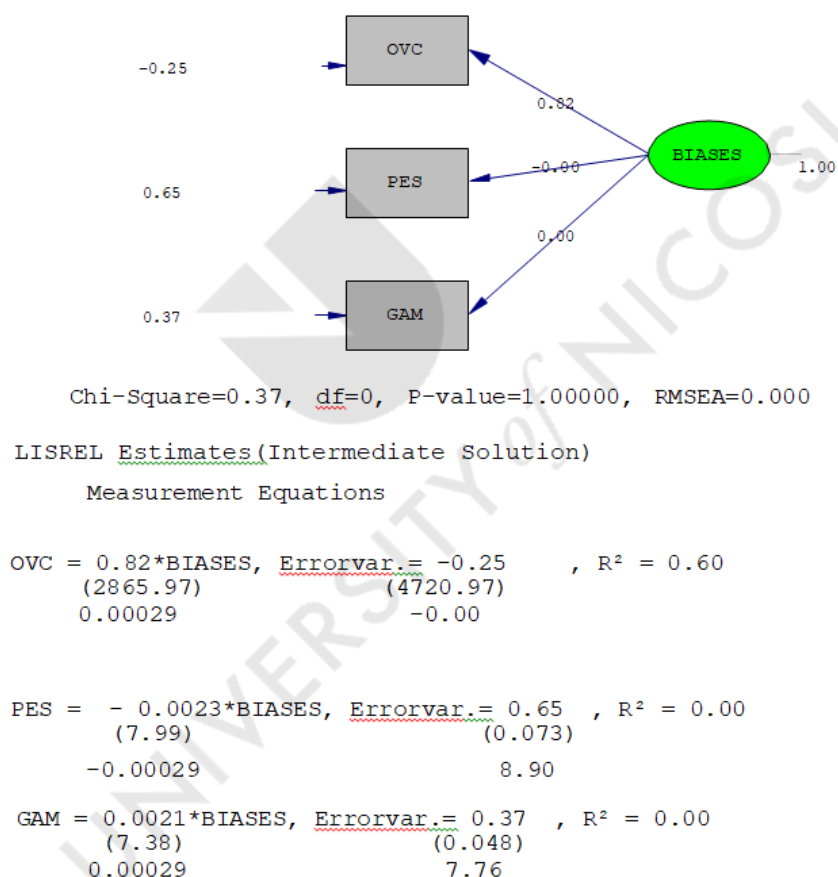 OVC
-0.25
0.82
BIASES
1.00
-0.00
PES
0.65
0.00
GAM
0.37
Chi-Square=0.37, df=0, P-value=1.00000, RMSEA=0.000
LISREL Estimates(Intermediate Solution)
Measurement Equations
OVC = 0.82*BIASES, Errorvar.= -0.25 , R² = 0.60
(2865.97) (4720.97)
0.00029 -0.00
PES = - 0.0023*BIASES, Errorvar.= 0.65 , R² = 0.00
(7.99) (0.073)
-0.00029 8.90
GAM = 0.0021*BIASES, Errorvar.= 0.37 , R² = 0.00
(7.38) (0.048)
0.00029 7.76
UNIVERSITY of NICOSI